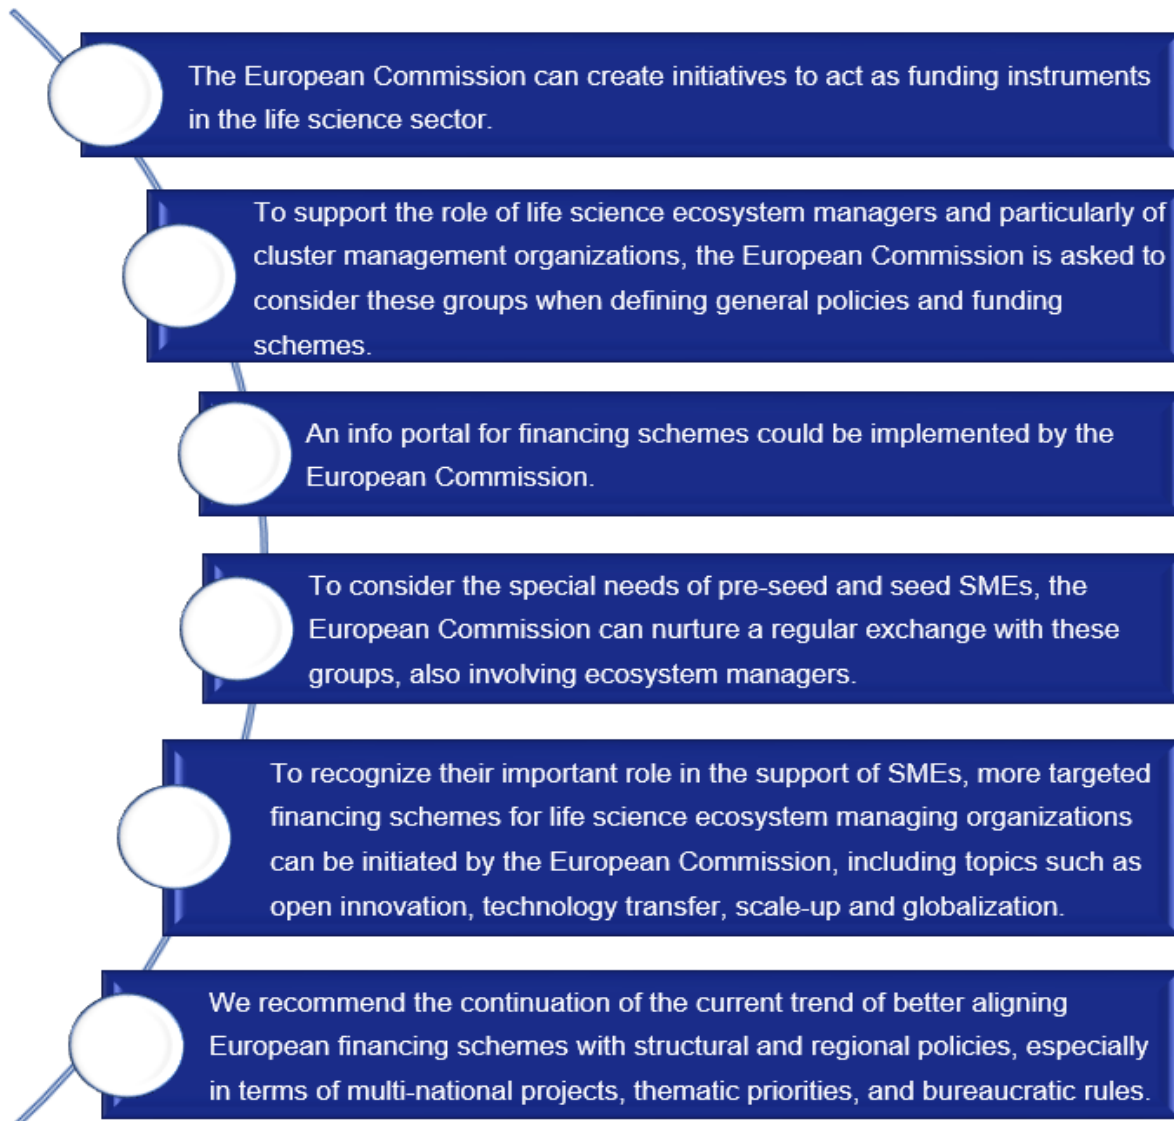 The European Commission can create initiatives to act as funding instruments
in the life science sector.
To support the role of life science ecosystem managers and particularly of
cluster management organizations, the European Commission is asked to
consider these groups when defining general policies and funding
schemes.
An info portal for financing schemes could be implemented by the
European Commission.
To consider the special needs of pre-seed and seed SMEs, the
European Commission can nurture a regular exchange with these
groups, also involving ecosystem managers.
To recognize their important role in the support of SMEs, more targeted
financing schemes for life science ecosystem managing organizations
can be initiated by the European Commission, including topics such as
open innovation, technology transfer, scale-up and globalization.
We recommend the continuation of the current trend of better aligning
European financing schemes with structural and regional policies, especially
in terms of multi-national projects, thematic priorities, and bureaucratic rules.